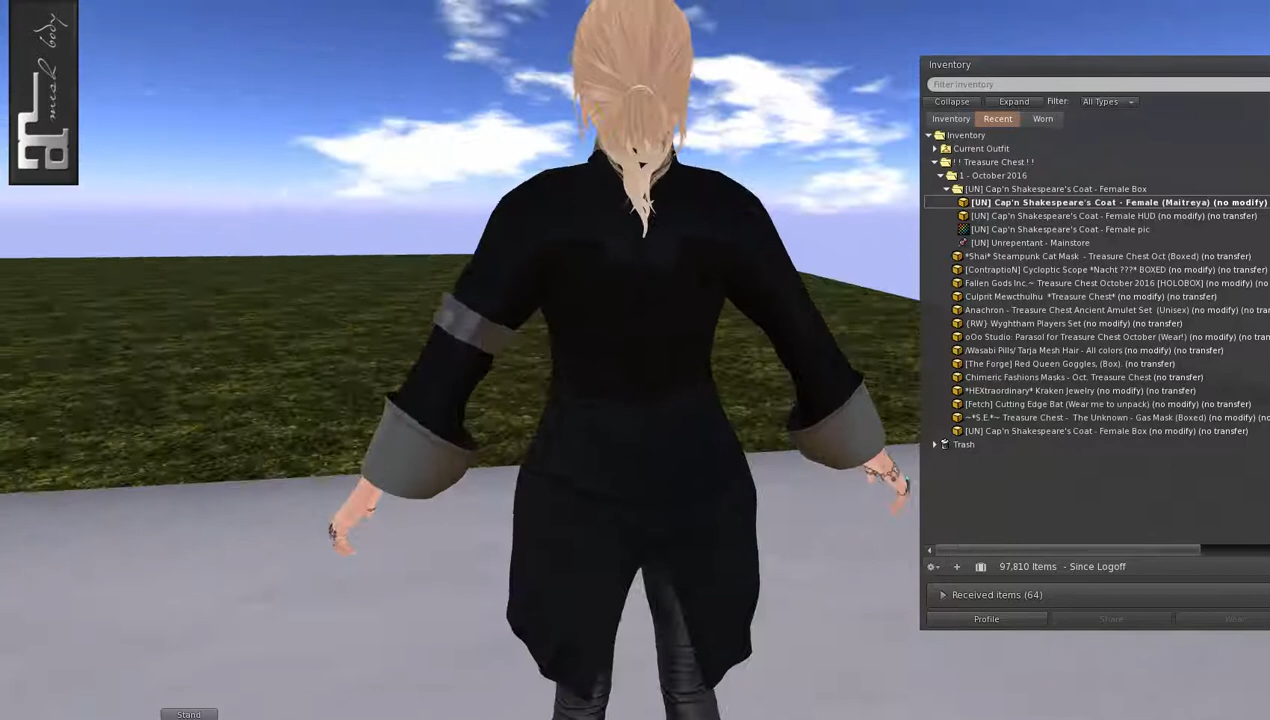 mesh body
Inventory
Filter Inventory
Collapse Expand Filter: All Types
Inventory Recent Worn
Inventory
Current Outfit
! ! Treasure Chest ! !
1 - October 2016
[UN] Cap'n Shakespeare's Coat - Female Box
[UN] Cap'n Shakespeare's Coat - Female (Maitreya) (no modify)
[UN] Cap'n Shakespeare's Coat - Female HUD (no modify) (no transfer)
[UN] Cap'n Shakespeare's Coat - Female pic
[UN] Unrepentant - Mainstore
*Shai* Steampunk Cat Mask - Treasure Chest Oct (Boxed) (no transfer)
[ContraptioN] Cycloptic Scope *Nacht ???* BOXED (no modify) (no transfer)
Fallen Gods Inc.~ Treasure Chest October 2016 [HOLOBOX] (no modify) (no
Culprit Mewcthulhu *Treasure Chest* (no modify) (no transfer)
Anachron - Treasure Chest Ancient Amulet Set (Unisex) (no modify) (no tran
{RW} Wyghtham Players Set (no modify) (no transfer)
oOo Studio: Parasol for Treasure Chest October (Wear!) (no modify) (no tran
/Wasabi Pills/ Tarja Mesh Hair - All colors (no modify) (no transfer)
[The Forge] Red Queen Goggles, (Box). (no transfer)
Chimeric Fashions Masks - Oct. Treasure Chest (no transfer)
*HEXtraordinary* Kraken Jewelry (no modify) (no transfer)
[Fetch] Cutting Edge Bat (Wear me to unpack) (no modify) (no transfer)
~*S.E.*~ Treasure Chest - The Unknown - Gas Mask (Boxed) (no modify) (no
[UN] Cap'n Shakespeare's Coat - Female Box (no modify) (no transfer)
Trash
97,810 Items - Since Logoff
Received items (64)
Profile Share Wear
Stand